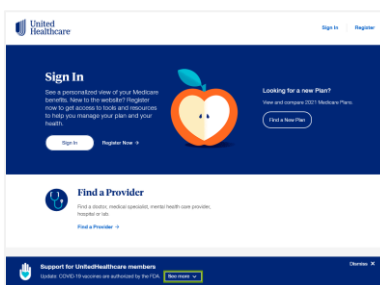 United
Healthcare
Sign In
Register
Sign In
See a personalized view of your Medicare
benefits. New to the website? Register
now to get access to tools and resources
to help you manage your plan and your
health.
Sign In
Register Now →
Looking for a new Plan?
View and compare 2021 Medicare Plans
Find a New Plan
Find a Provider
Find a doctor, medical specialist, mental health care provider,
hospital or lab
Find a Provider →
Support for UnitedHealthcare members
Update: COVID-19 vaccines are authorized by the FDA.
See more
Dismiss X